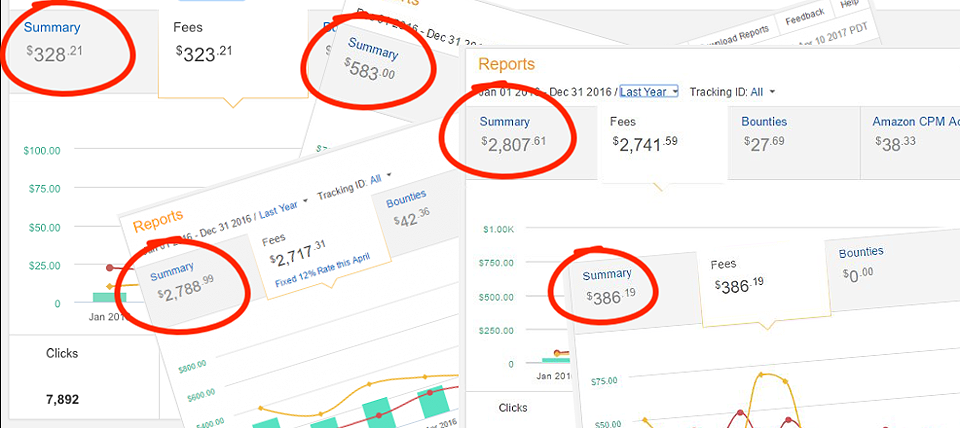 Summary
$328.21
Fees
$323.21
Dec 31 2016
Summary
$583.00
Download Reports
Feedback
Help
Apr 10 2017 PDT
Reports
Jan 01 2016 - Dec 31 2016 / Last Year
Tracking ID: All
Summary
$2,807.61
Fees
$2,741.59
Bounties
$27.69
Amazon CPM
$38.33
$100.00
$75.00
$50.00
$25.00
0
Jan
Clicks
7,892
Reports
Jan 01 2016 - Dec 31 2016 / Last Year
Tracking ID: All
Summary
$2,788.99
Fees
$2,717.31
Fixed 12% Rate this April
Bounties
$42.36
$800.00
$600.00
$400.00
2016
$1.00K
$750.00
$500.00
$250.00
0
Jan
Clicks
Summary
$386.19
Fees
$386.19
Bounties
$0.00
$75.00
$50.00